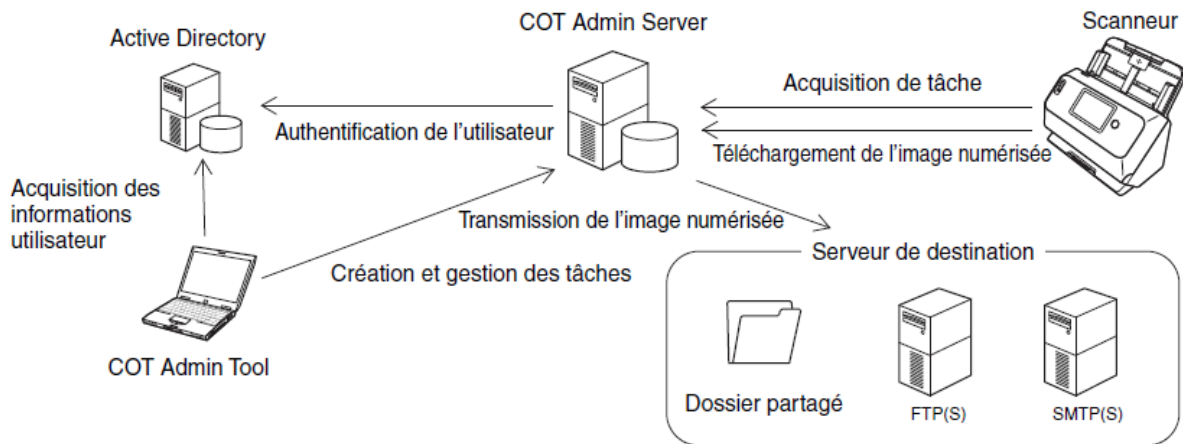 COT Admin Server
Scanneur
Active Directory
Acquisition de tâche
Authentification de l'utilisateur
Téléchargement de l'image numérisée
Acquisition des
informations
utilisateur
Transmission de l'image numérisée
Serveur de destination
Création et gestion des tâches
COT Admin Tool
Dossier partagé
FTP(S)
SMTP(S)